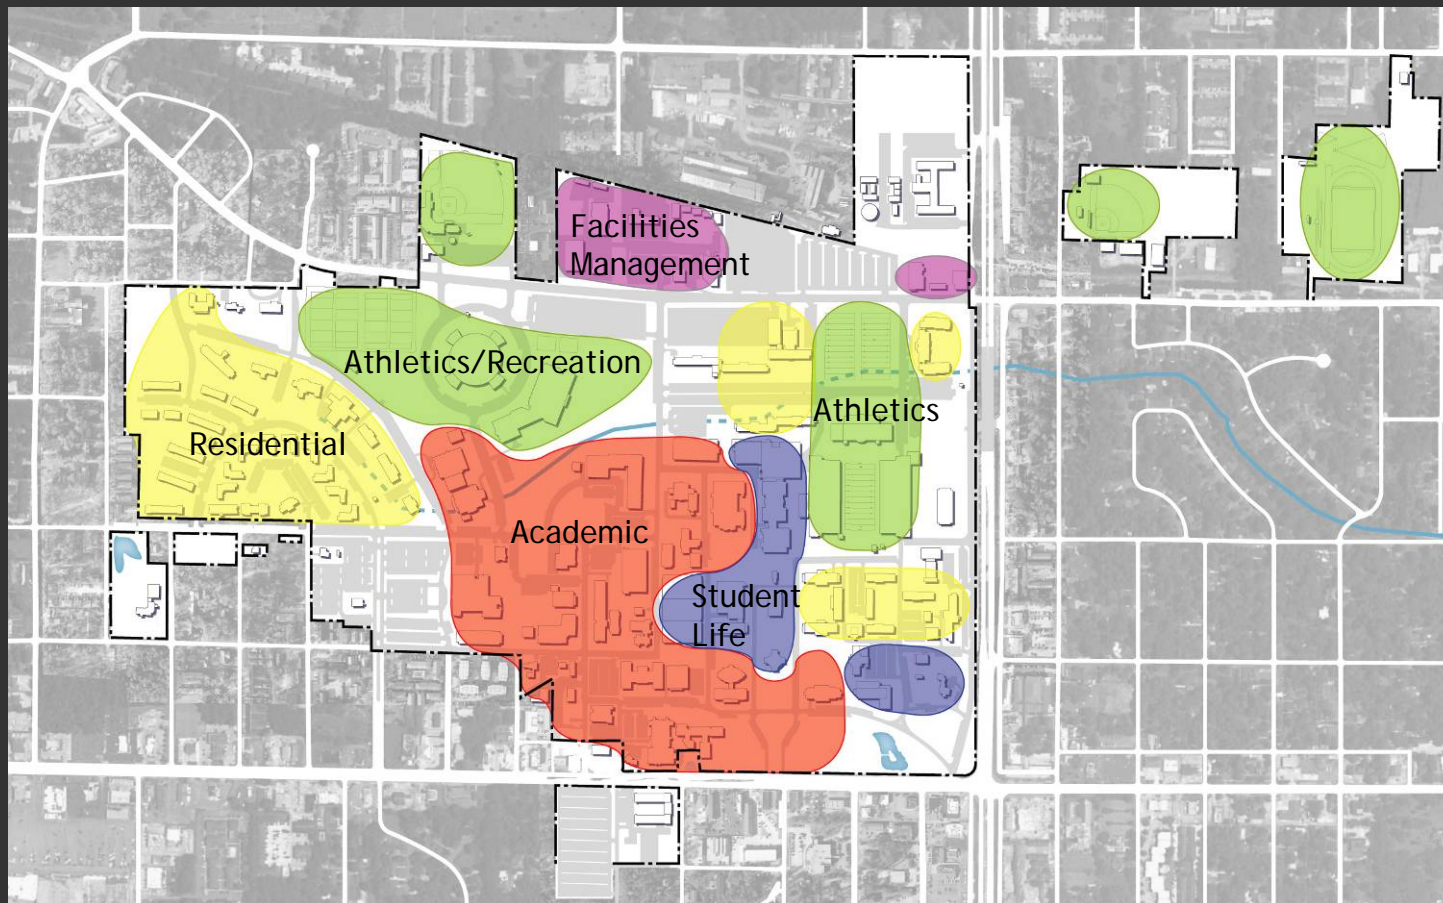 Facilities
Management
Athletics/Recreation
Athletics
Residential
Academic
Student
Life